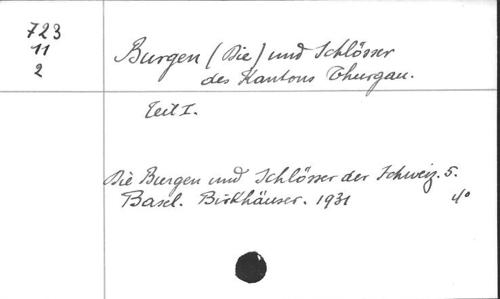 723
11
2
Burgen (Die) und Schlösser
des Kantons Thurgau.
Teil I.
Die Burgen und Schlösser der Schweiz. 5.
Basel. Birkhäuser. 1931
4°